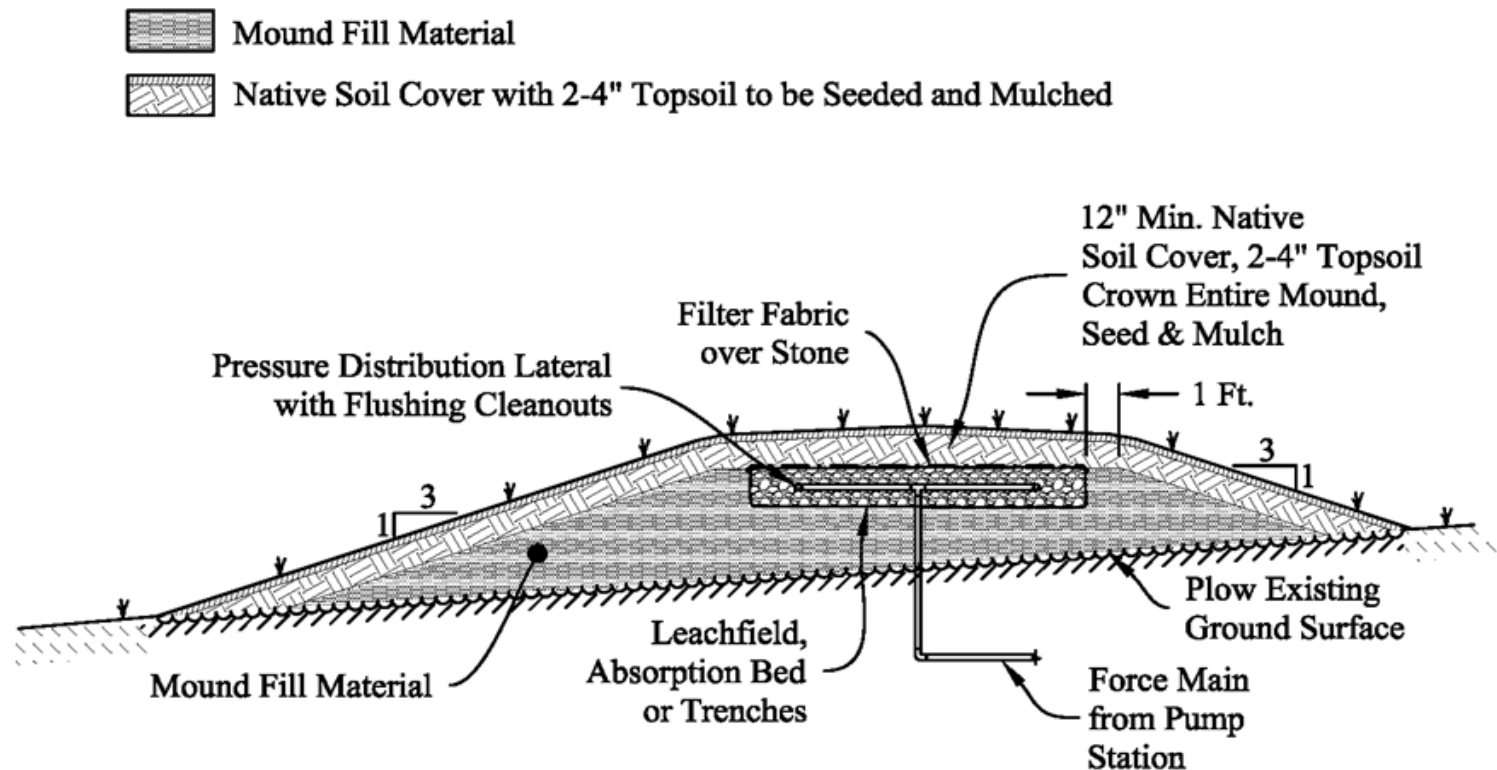 Mound Fill Material
Native Soil Cover with 2-4" Topsoil to be Seeded and Mulched
12" Min. Native
Soil Cover, 2-4" Topsoil
Crown Entire Mound,
Seed & Mulch
Filter Fabric
over Stone
Pressure Distribution Lateral
with Flushing Cleanouts
1 Ft.
3
1
3
1
Plow Existing
Ground Surface
Leachfield,
Absorption Bed
or Trenches
Mound Fill Material
Force Main
from Pump
Station